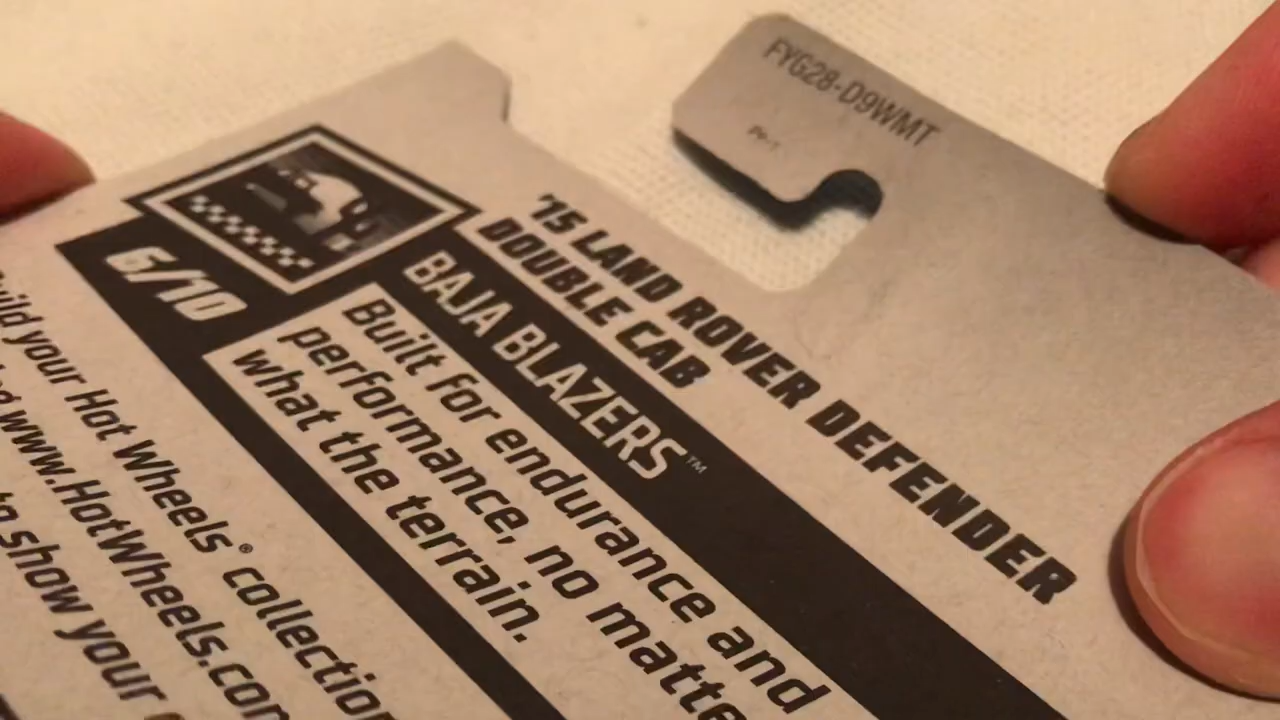 FYG28-D9WMT
'15 LAND ROVER DEFENDER
DOUBLE CAB
6/10
BAJA BLAZERS™
Built for endurance and
performance, no matte
what the terrain.
uild your Hot Wheels® collection
www.HotWheels.com
to show your